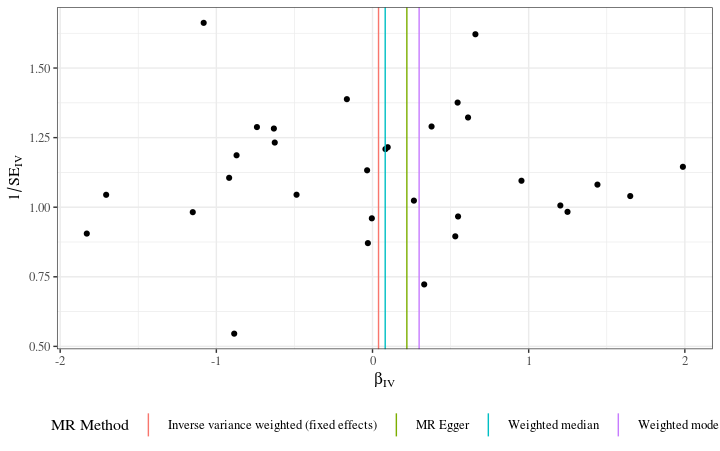 1/SE_IV
1.50
1.25
1.00
0.75
0.50
-2 -1 0 1 2
β_IV
MR Method Inverse variance weighted (fixed effects) MR Egger Weighted median Weighted mode